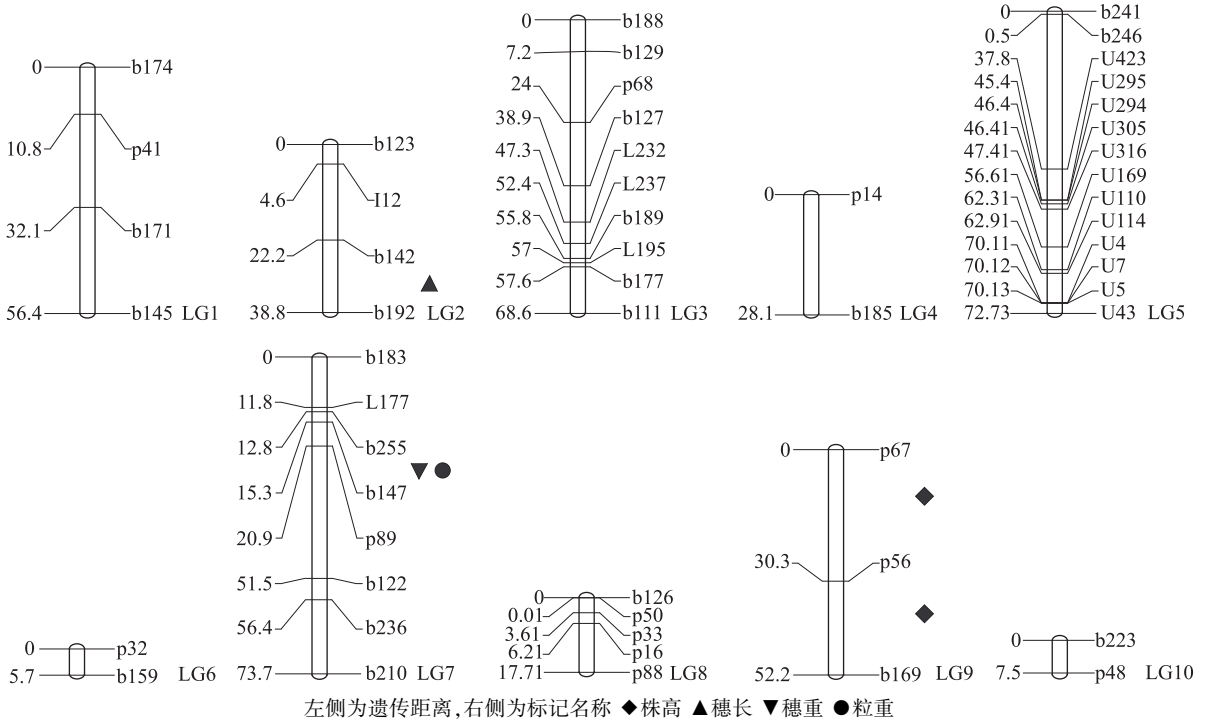 0 b174
10.8 p41
32.1 b171
56.4 b145 LG1
0 b123
4.6 I12
22.2 b142
▲
38.8 b192 LG2
0 b188
7.2 b129
24 p68
38.9 b127
47.3 L232
52.4 L237
55.8 b189
57 L195
57.6 b177
68.6 b111 LG3
0 p14
28.1 b185 LG4
0 b241
0.5 b246
37.8 U423
45.4 U295
46.4 U294
46.41 U305
47.41 U316
56.61 U169
62.31 U110
62.91 U114
70.11 U4
70.12 U7
70.13 U5
72.73 U43 LG5
0 p32
5.7 b159 LG6
0 b183
11.8 L177
12.8 b255
▼ ●
15.3 b147
20.9 p89
51.5 b122
56.4 b236
73.7 b210 LG7
0 b126
0.01 p50
3.61 p33
6.21 p16
17.71 p88 LG8
0 p67
◆
30.3 p56
◆
52.2 b169 LG9
0 b223
7.5 p48 LG10
左侧为遗传距离,右侧为标记名称 ◆株高 ▲穗长 ▼穗重 ●粒重